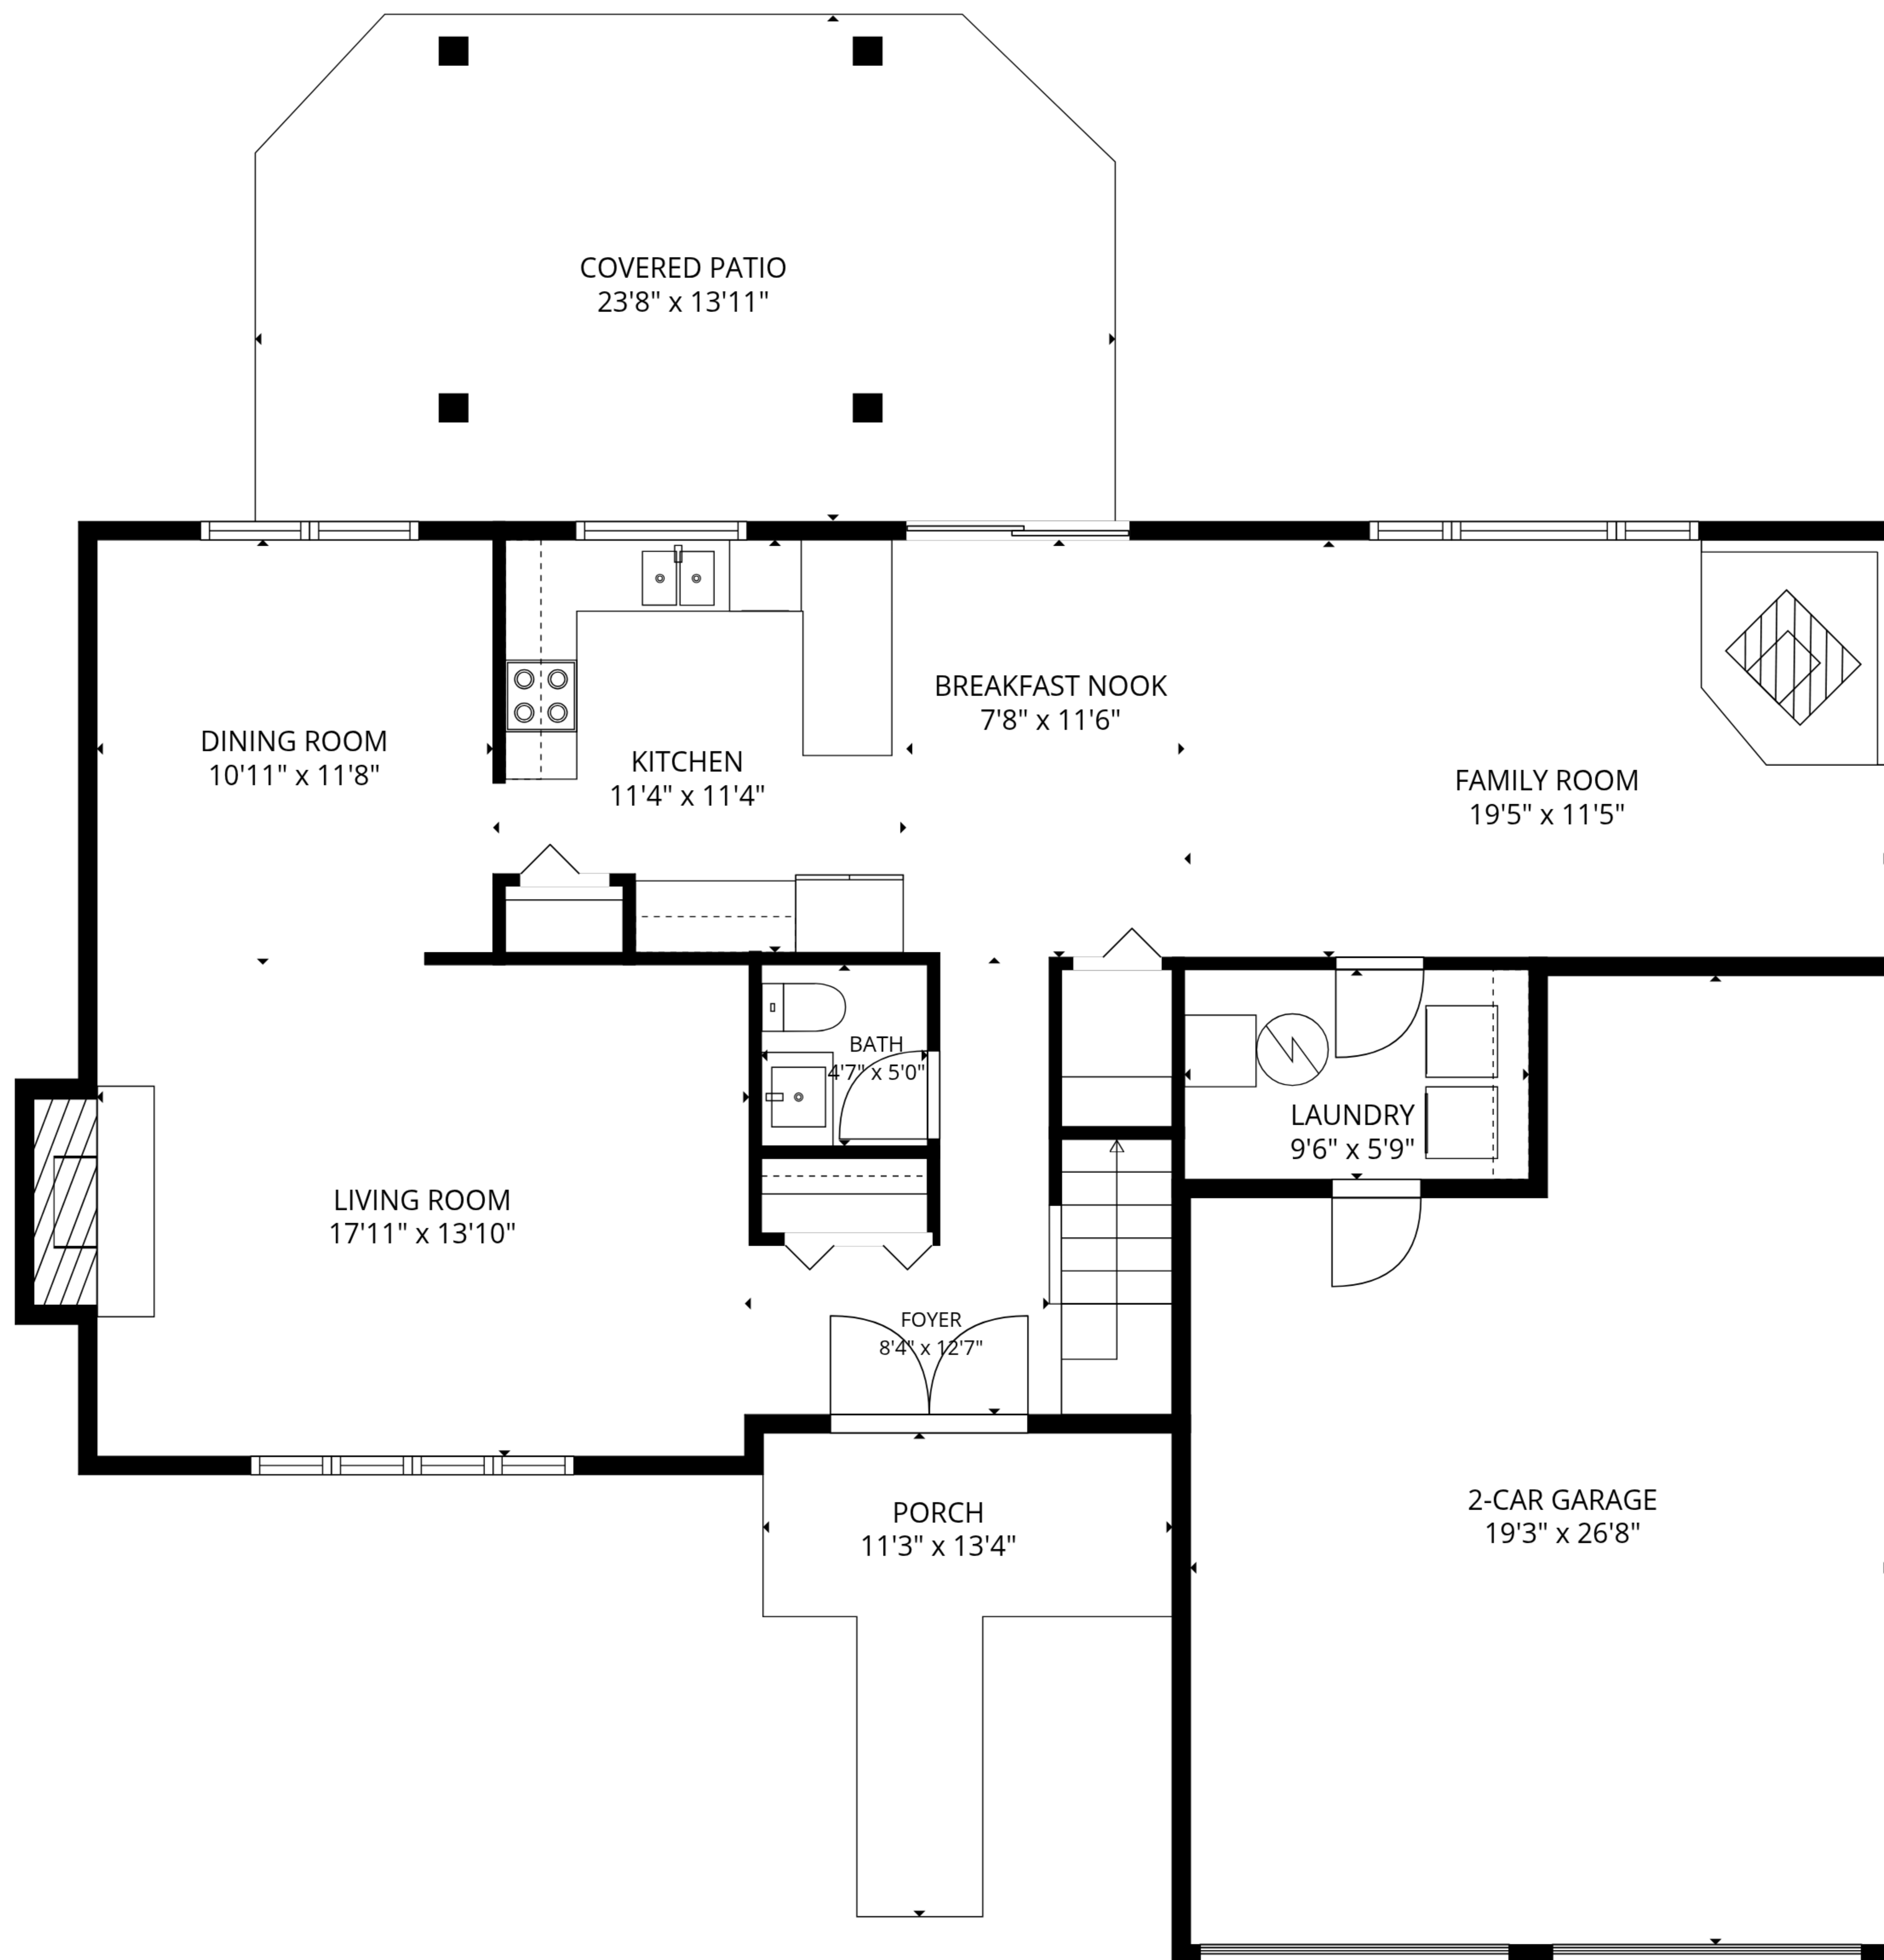 COVERED PATIO
23'8" x 13'11"
BREAKFAST NOOK
7'8" x 11'6"
DINING ROOM
10'11" x 11'8"
KITCHEN
11'4" x 11'4"
FAMILY ROOM
19'5" x 11'5"
BATH
4'7" x 5'0"
LAUNDRY
9'6" x 5'9"
LIVING ROOM
17'11" x 13'10"
FOYER
8'4" x 12'7"
PORCH
11'3" x 13'4"
2-CAR GARAGE
19'3" x 26'8"